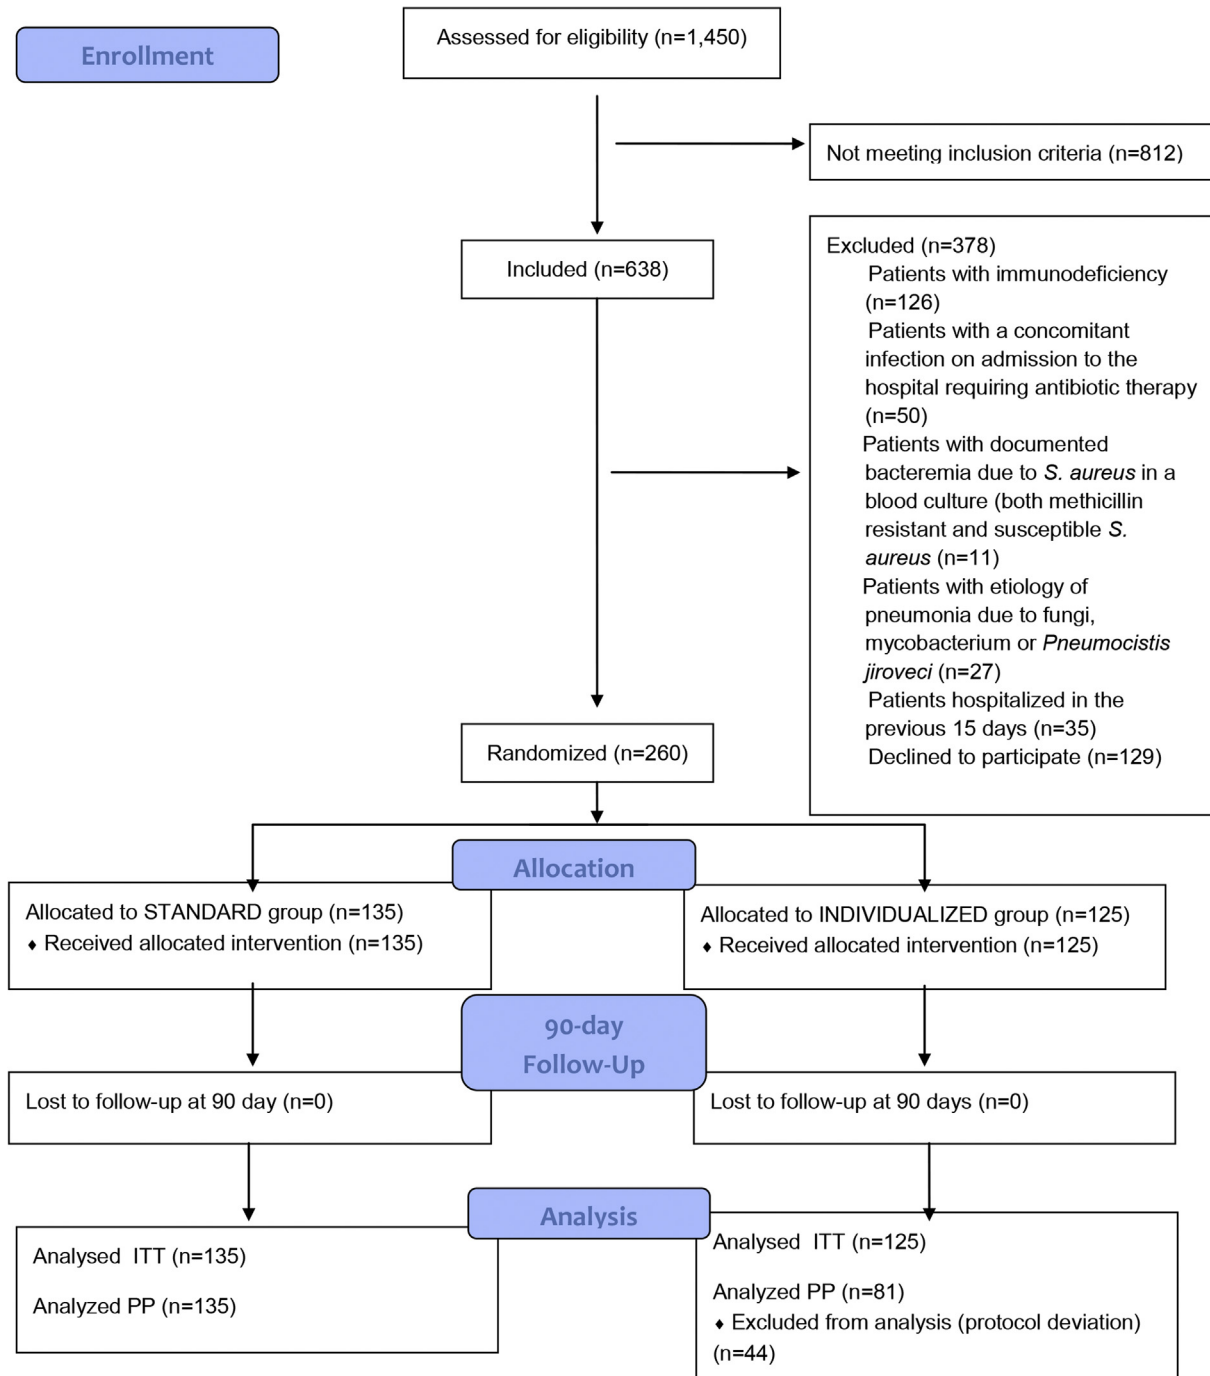 Enrollment
Assessed for eligibility (n=1,450)
Not meeting inclusion criteria (n=812)
Included (n=638)
Excluded (n=378)
Patients with immunodeficiency
(n=126)
Patients with a concomitant
infection on admission to the
hospital requiring antibiotic therapy
(n=50)
Patients with documented
bacteremia due to S. aureus in a
blood culture (both methicillin
resistant and susceptible S.
aureus (n=11)
Patients with etiology of
pneumonia due to fungi,
mycobacterium or Pneumocistis
jiroveci (n=27)
Patients hospitalized in the
previous 15 days (n=35)
Declined to participate (n=129)
Randomized (n=260)
Allocation
Allocated to STANDARD group (n=135)
♦ Received allocated intervention (n=135)
Allocated to INDIVIDUALIZED group (n=125)
♦ Received allocated intervention (n=125)
90-day
Follow-Up
Lost to follow-up at 90 day (n=0)
Lost to follow-up at 90 days (n=0)
Analysis
Analysed ITT (n=135)
Analyzed PP (n=135)
Analysed ITT (n=125)
Analyzed PP (n=81)
♦ Excluded from analysis (protocol deviation)
(n=44)